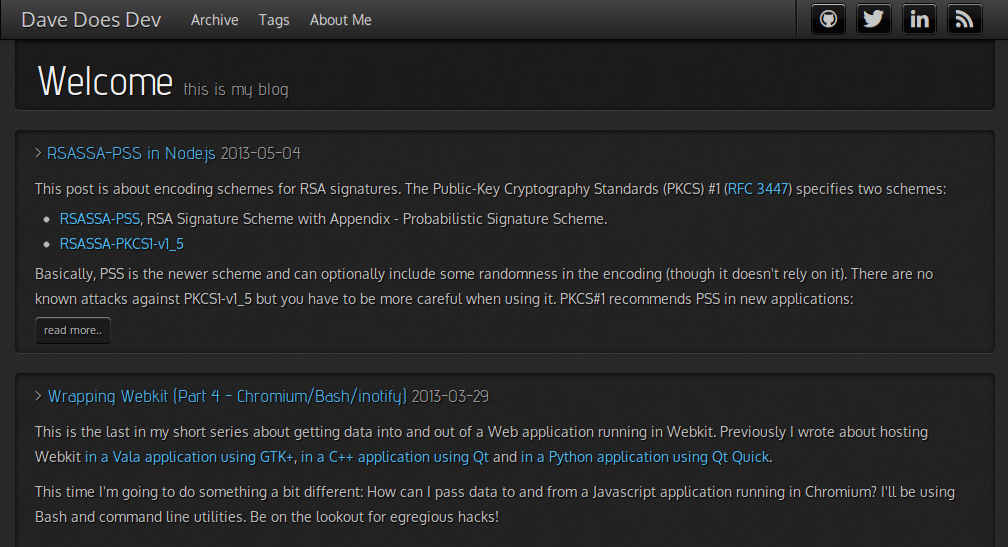 Dave Does Dev Archive Tags About Me
Welcome this is my blog
> RSASSA-PSS in Nodejs 2013-05-04
This post is about encoding schemes for RSA signatures. The Public-Key Cryptography Standards (PKCS) #1 (RFC 3447) specifies two schemes:
• RSASSA-PSS, RSA Signature Scheme with Appendix - Probabilistic Signature Scheme.
• RSASSA-PKCS1-v1_5
Basically, PSS is the newer scheme and can optionally include some randomness in the encoding (though it doesn't rely on it). There are no
known attacks against PKCS1-v1_5 but you have to be more careful when using it. PKCS#1 recommends PSS in new applications:
read more..
> Wrapping Webkit (Part 4 - Chromium/Bash/inotify) 2013-03-29
This is the last in my short series about getting data into and out of a Web application running in Webkit. Previously I wrote about hosting
Webkit in a Vala application using GTK+, in a C++ application using Qt and in a Python application using Qt Quick.
This time I'm going to do something a bit different: How can I pass data to and from a Javascript application running in Chromium? I'll be using
Bash and command line utilities. Be on the lookout for egregious hacks!